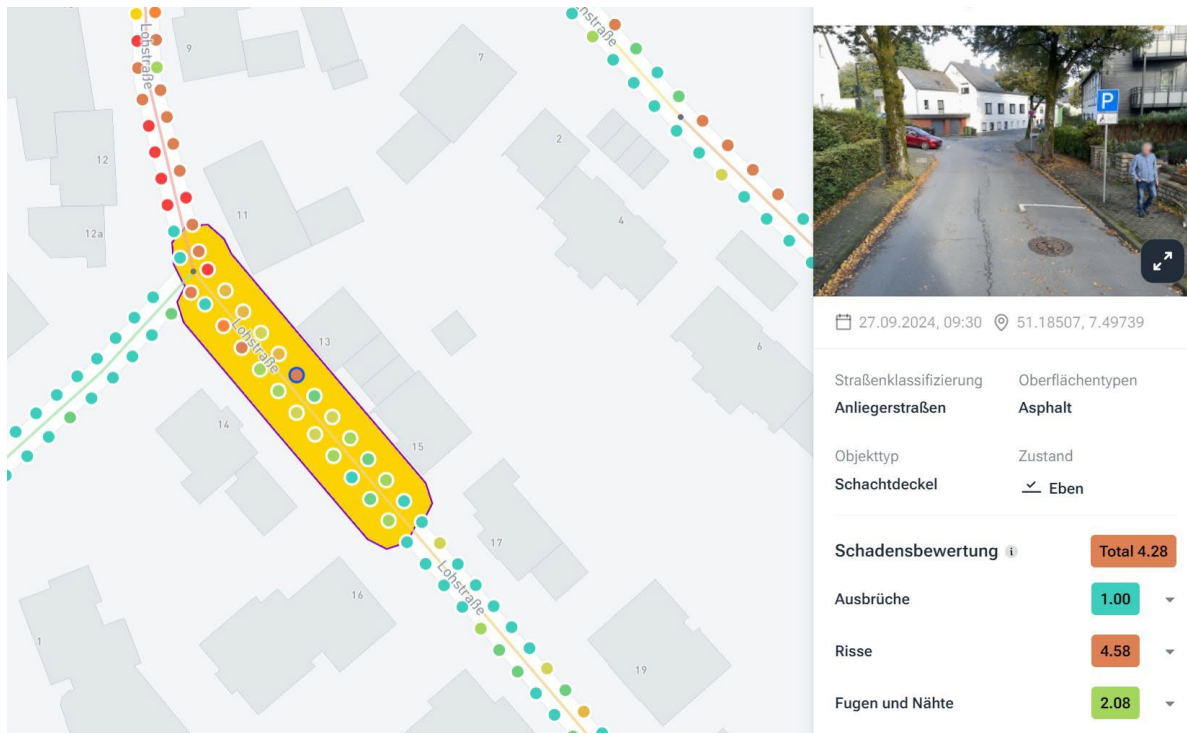 Lohstraße
9
7
nstraße
12
2
11
4
12a
Lohstraße
13
6
14
15
17
Lohstraße
16
1
19
P
27.09.2024, 09:30
51.18507, 7.49739
Straßenklassifizierung
Oberflächentypen
Anliegerstraßen
Asphalt
Objekttyp
Zustand
Schachtdeckel
Eben
Schadensbewertung
i
Total 4.28
Ausbrüche
1.00
Risse
4.58
Fugen und Nähte
2.08